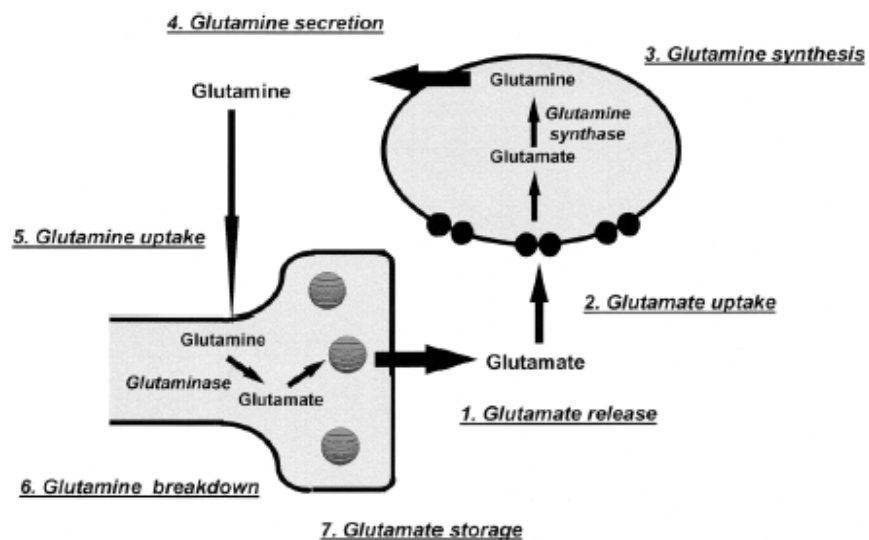 4. Glutamine secretion
3. Glutamine synthesis
Glutamine
Glutamine
Glutamine
synthase
Glutamate
5. Glutamine uptake
2. Glutamate uptake
Glutamine
Glutaminase
Glutamate
Glutamate
1. Glutamate release
6. Glutamine breakdown
7. Glutamate storage